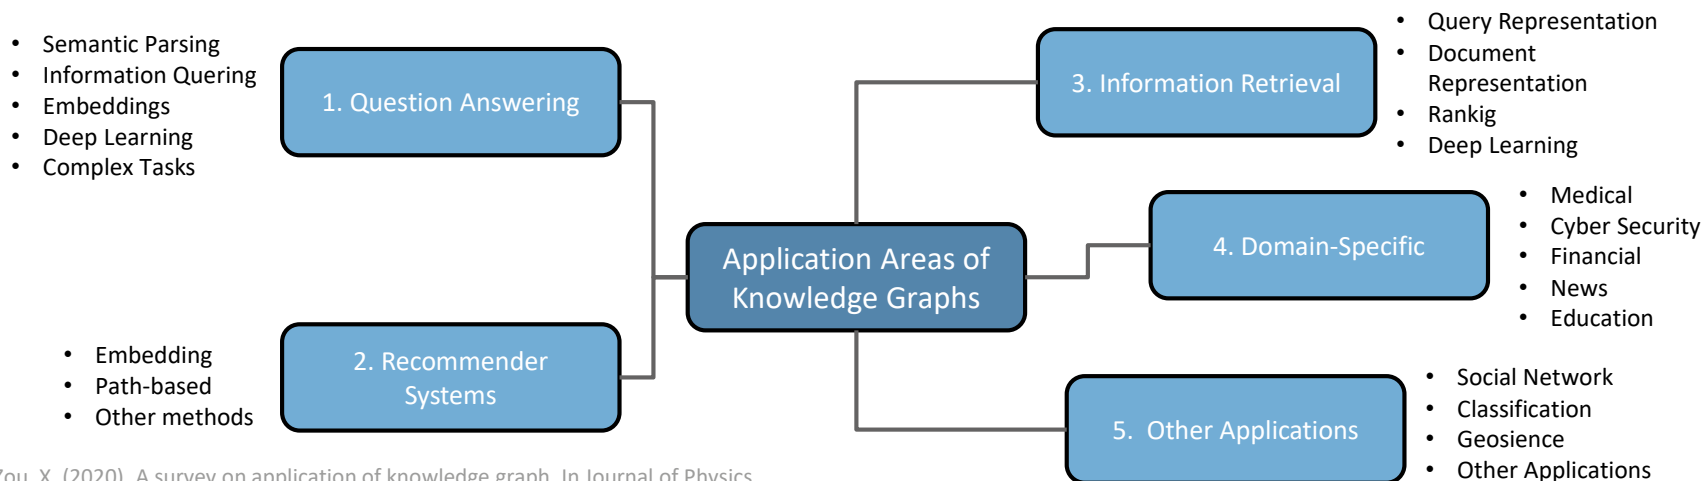 • Semantic Parsing
• Information Quering
• Embeddings
• Deep Learning
• Complex Tasks
1. Question Answering
• Embedding
• Path-based
• Other methods
2. Recommender
Systems
Application Areas of
Knowledge Graphs
3. Information Retrieval
• Query Representation
• Document
Representation
• Rankig
• Deep Learning
4. Domain-Specific
• Medical
• Cyber Security
• Financial
• News
• Education
5. Other Applications
• Social Network
• Classification
• Geosience
• Other Applications
Zou, X. (2020). A survey on application of knowledge graph. In Journal of Physics